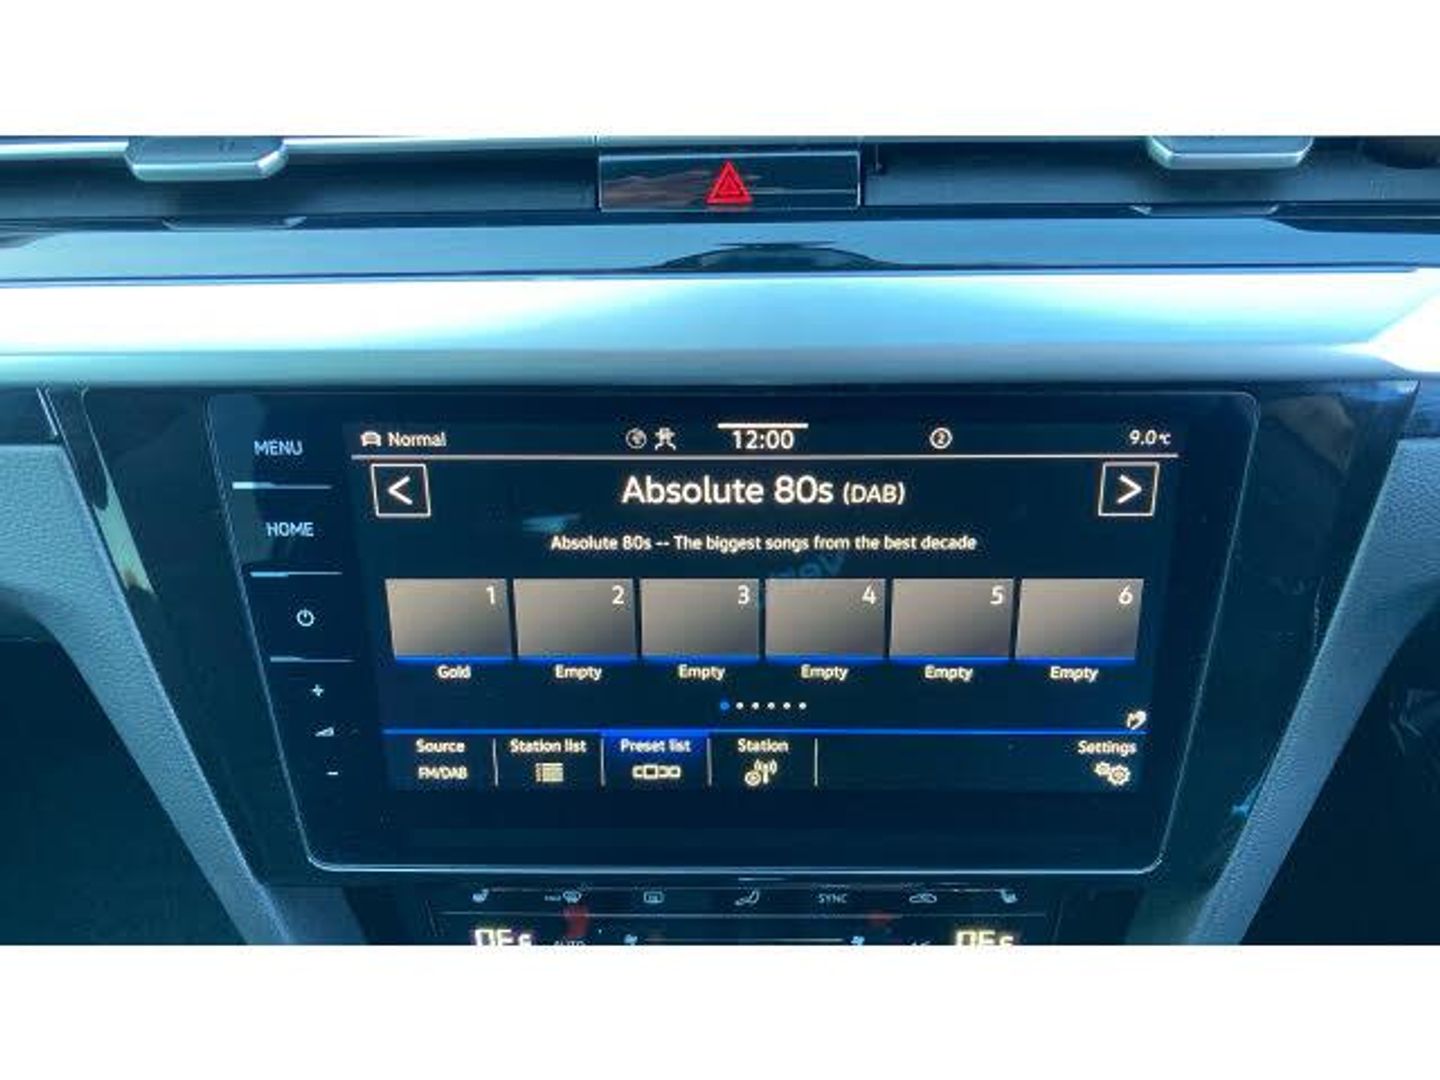 MENU
HOME
Normal
12:00
2
9.0°C
< Absolute 80s (DAB) >
Absolute 80s -- The biggest songs from the best decade
1 2 3 4 5 6
Gold Empty Empty Empty Empty Empty
+
-
Source Station list Preset list Station Settings
FM/DAB
SYNC
AUTO